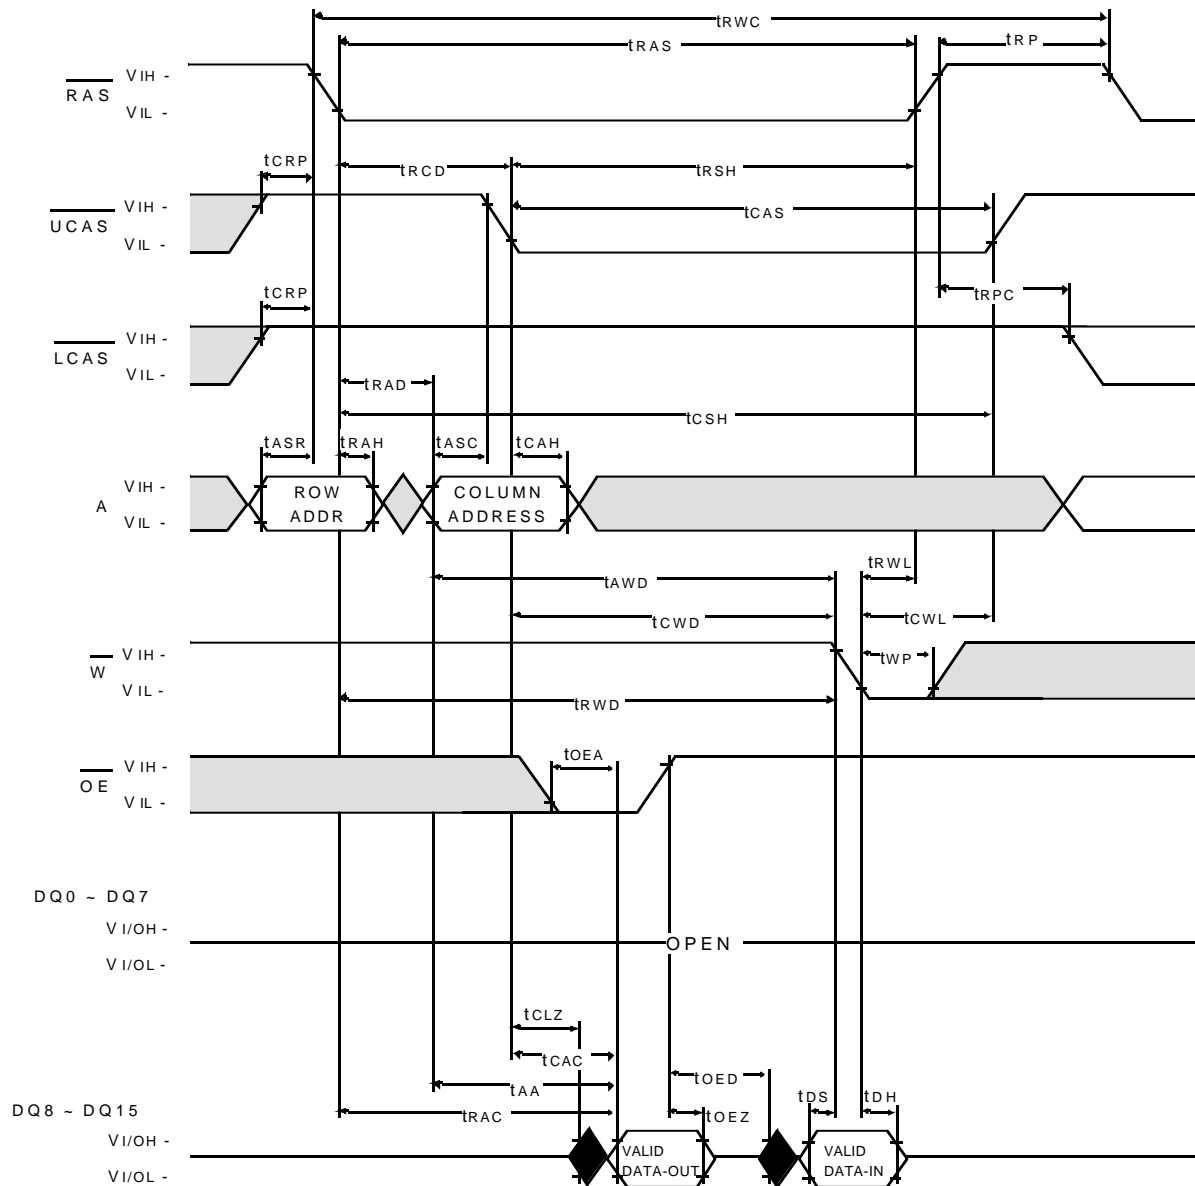 tRWC
tRAS
tRP
RAS
VIH -
VIL -
tCRP
tRCD
tRSH
UCAS
VIH -
VIL -
tCAS
tCRP
tRPC
LCAS
VIH -
VIL -
tRAD
tCSH
tASR
tRAH
tASC
tCAH
A
VIH -
VIL -
ROW
ADDR
COLUMN
ADDRESS
tRWL
tAWD
tCWD
tCWL
W
VIH -
VIL -
tWP
tRWD
OE
VIH -
VIL -
tOEA
DQ0 ~ DQ7
VI/OH -
VI/OL -
OPEN
tCLZ
tCAC
tAA
tOED
tRAC
tOEZ
tDS
tDH
DQ8 ~ DQ15
VI/OH -
VI/OL -
VALID
DATA-OUT
VALID
DATA-IN